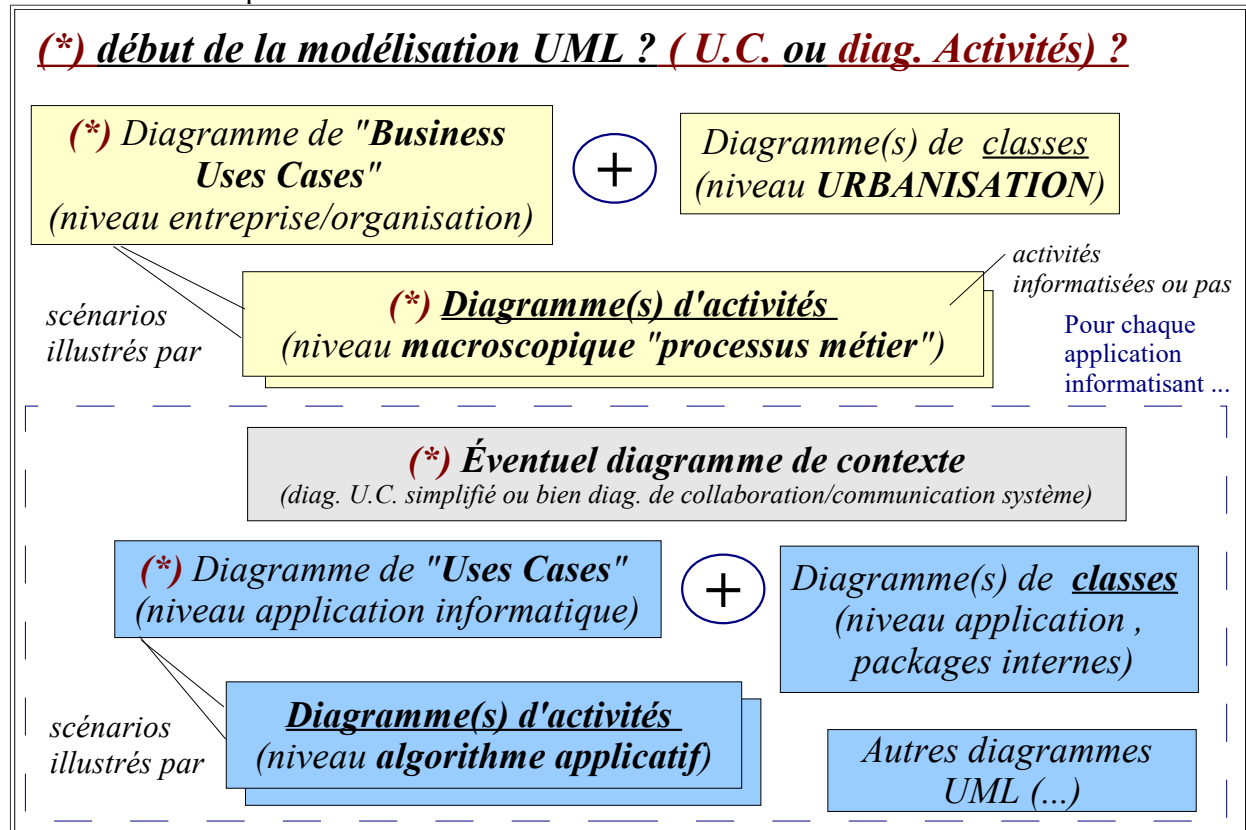 (*) début de la modélisation UML ? ( U.C. ou diag. Activités) ?
(*) Diagramme de "Business
Uses Cases"
(niveau entreprise/organisation)
+
Diagramme(s) de classes
(niveau URBANISATION)
activités
informatisées ou pas
scénarios
illustrés par
(*) Diagramme(s) d'activités
(niveau macroscopique "processus métier")
Pour chaque
application
informatisant ...
(*) Éventuel diagramme de contexte
(diag. U.C. simplifié ou bien diag. de collaboration/communication système)
(*) Diagramme de "Uses Cases"
(niveau application informatique)
+
Diagramme(s) de classes
(niveau application ,
packages internes)
scénarios
illustrés par
Diagramme(s) d'activités
(niveau algorithme applicatif)
Autres diagrammes
UML (...)